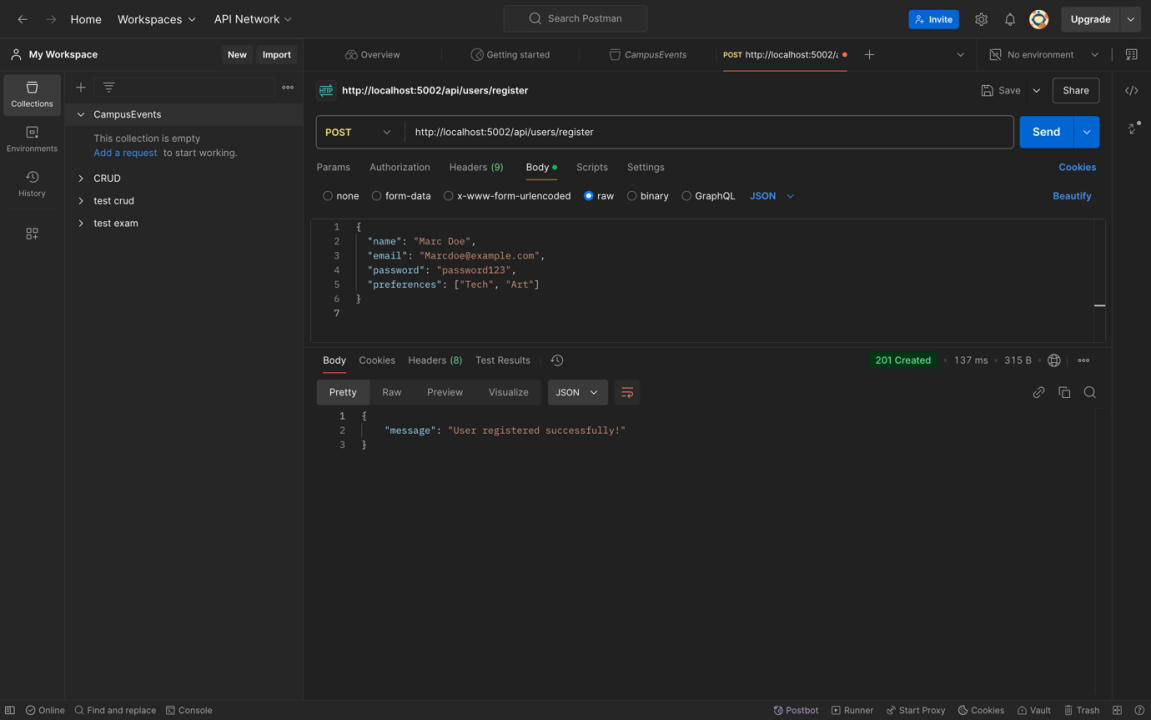 Home Workspaces API Network Search Postman Invite Upgrade
My Workspace New Import Overview Getting started CampusEvents POST http://localhost:5002/a No environment
Collections
Environments
History
CampusEvents
This collection is empty
Add a request to start working.
CRUD
test crud
test exam
HTTP http://localhost:5002/api/users/register Save Share
POST http://localhost:5002/api/users/register Send
Params Authorization Headers (9) Body Scripts Settings Cookies
none form-data x-www-form-urlencoded raw binary GraphQL JSON Beautify
1 {
2 "name": "Marc Doe",
3 "email": "Marcdoe@example.com",
4 "password": "password123",
5 "preferences": ["Tech", "Art"]
6 }
7
Body Cookies Headers (8) Test Results 201 Created • 137 ms • 315 B
Pretty Raw Preview Visualize JSON
1 {
2 "message": "User registered successfully!"
3 }
Online Find and replace Console Postbot Runner Start Proxy Cookies Vault Trash